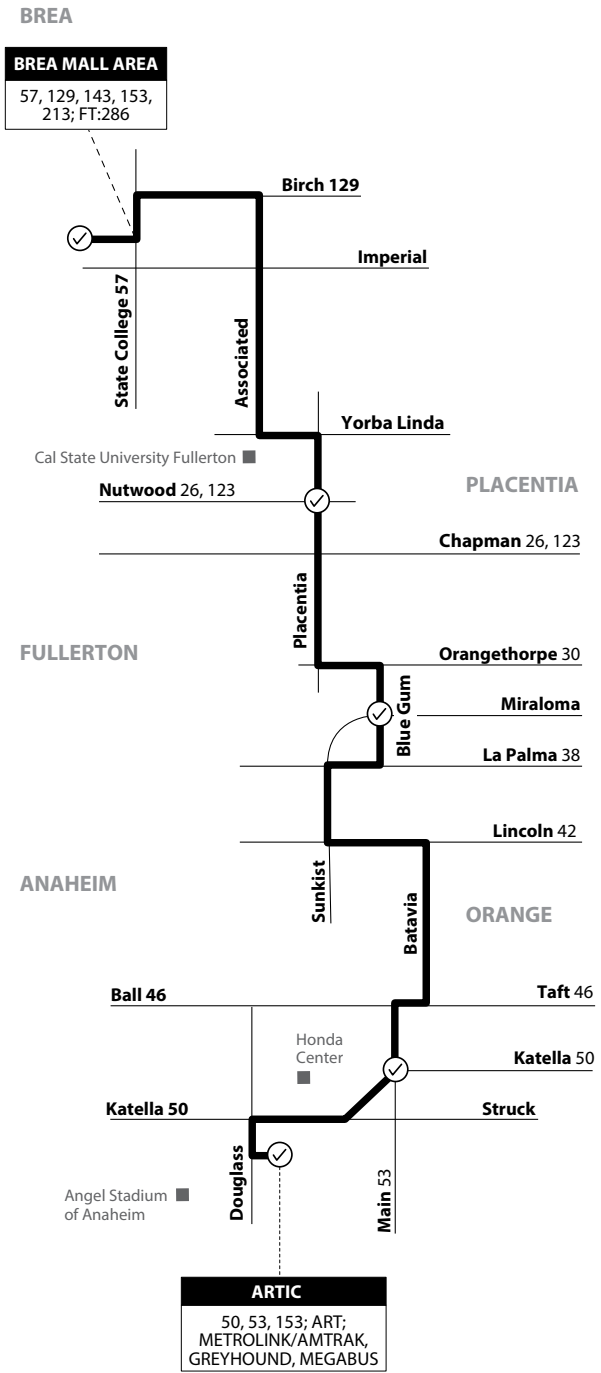 BREA
BREA MALL AREA
57, 129, 143, 153,
213; FT:286
Birch 129
Imperial
State College 57
Associated
Yorba Linda
Cal State University Fullerton
Nutwood 26, 123
PLACENTIA
Chapman 26, 123
Placentia
FULLERTON
Orangethorpe 30
Blue Gum
Miraloma
La Palma 38
Lincoln 42
Sunkist
ANAHEIM
Batavia
ORANGE
Ball 46
Taft 46
Honda
Center
Katella 50
Katella 50
Struck
Douglass
Main 53
Angel Stadium
of Anaheim
ARTIC
50, 53, 153; ART;
METROLINK/AMTRAK,
GREYHOUND, MEGABUS